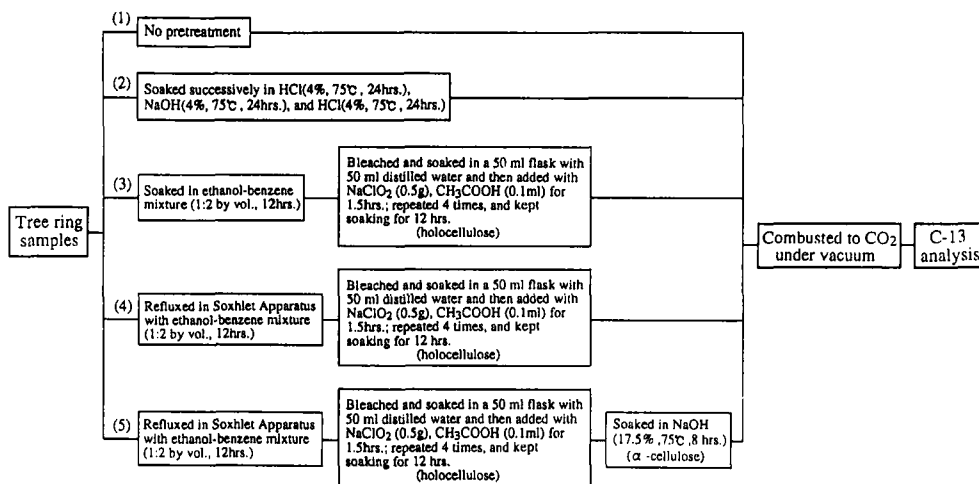 (1)
No pretreatment
(2)
Soaked successively in HCl(4%, 75℃, 24hrs.),
NaOH(4%, 75℃, 24hrs.), and HCl(4%, 75℃, 24hrs.)
(3)
Soaked in ethanol-benzene
mixture (1:2 by vol., 12hrs.)
Bleached and soaked in a 50 ml flask with
50 ml distilled water and then added with
NaClO₂ (0.5g), CH₃COOH (0.1ml) for
1.5hrs.; repeated 4 times, and kept
soaking for 12 hrs.
(holocellulose)
Tree ring
samples
Combusted to CO₂
under vacuum
C-13
analysis
(4)
Refluxed in Soxhlet Apparatus
with ethanol-benzene mixture
(1:2 by vol., 12hrs.)
Bleached and soaked in a 50 ml flask with
50 ml distilled water and then added with
NaClO₂ (0.5g), CH₃COOH (0.1ml) for
1.5hrs.; repeated 4 times, and kept
soaking for 12 hrs.
(holocellulose)
(5)
Refluxed in Soxhlet Apparatus
with ethanol-benzene mixture
(1:2 by vol., 12hrs.)
Bleached and soaked in a 50 ml flask with
50 ml distilled water and then added with
NaClO₂ (0.5g), CH₃COOH (0.1ml) for
1.5hrs.; repeated 4 times, and kept
soaking for 12 hrs.
(holocellulose)
Soaked in NaOH
(17.5% ,75℃ ,8 hrs.)
(α -cellulose)